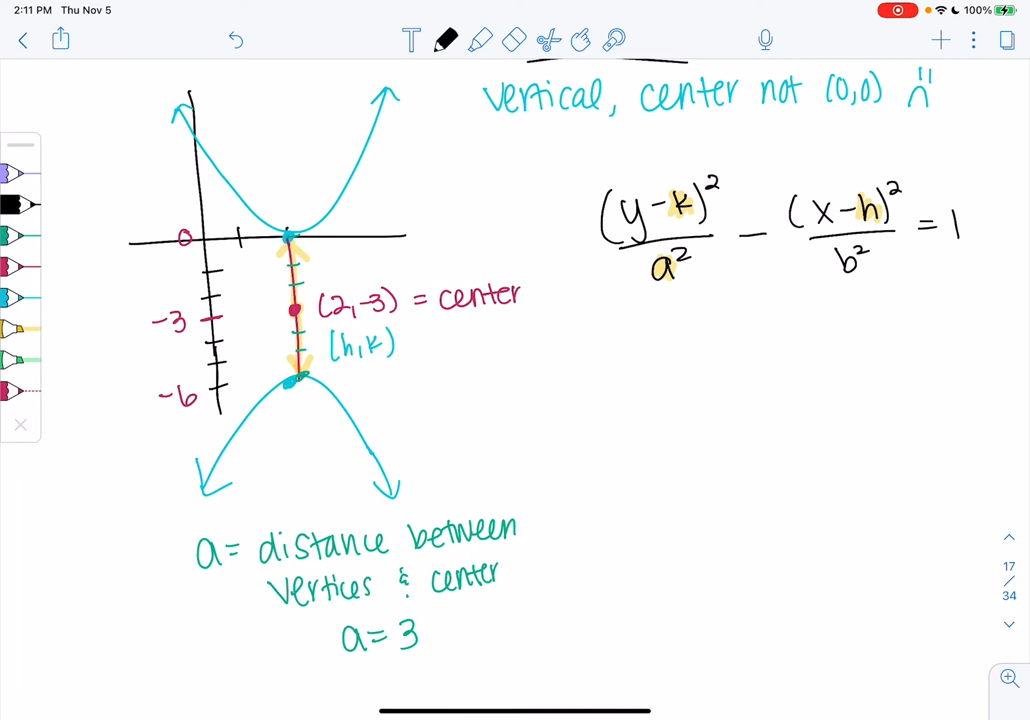 2:11 PM Thu Nov 5
100%
T
vertical, center not (0,0)
(y-k)² / a² - (x-h)² / b² = 1
0
(2,-3) = center
-3
(h,k)
-6
a = distance between
vertices & center
a = 3
17
/
34